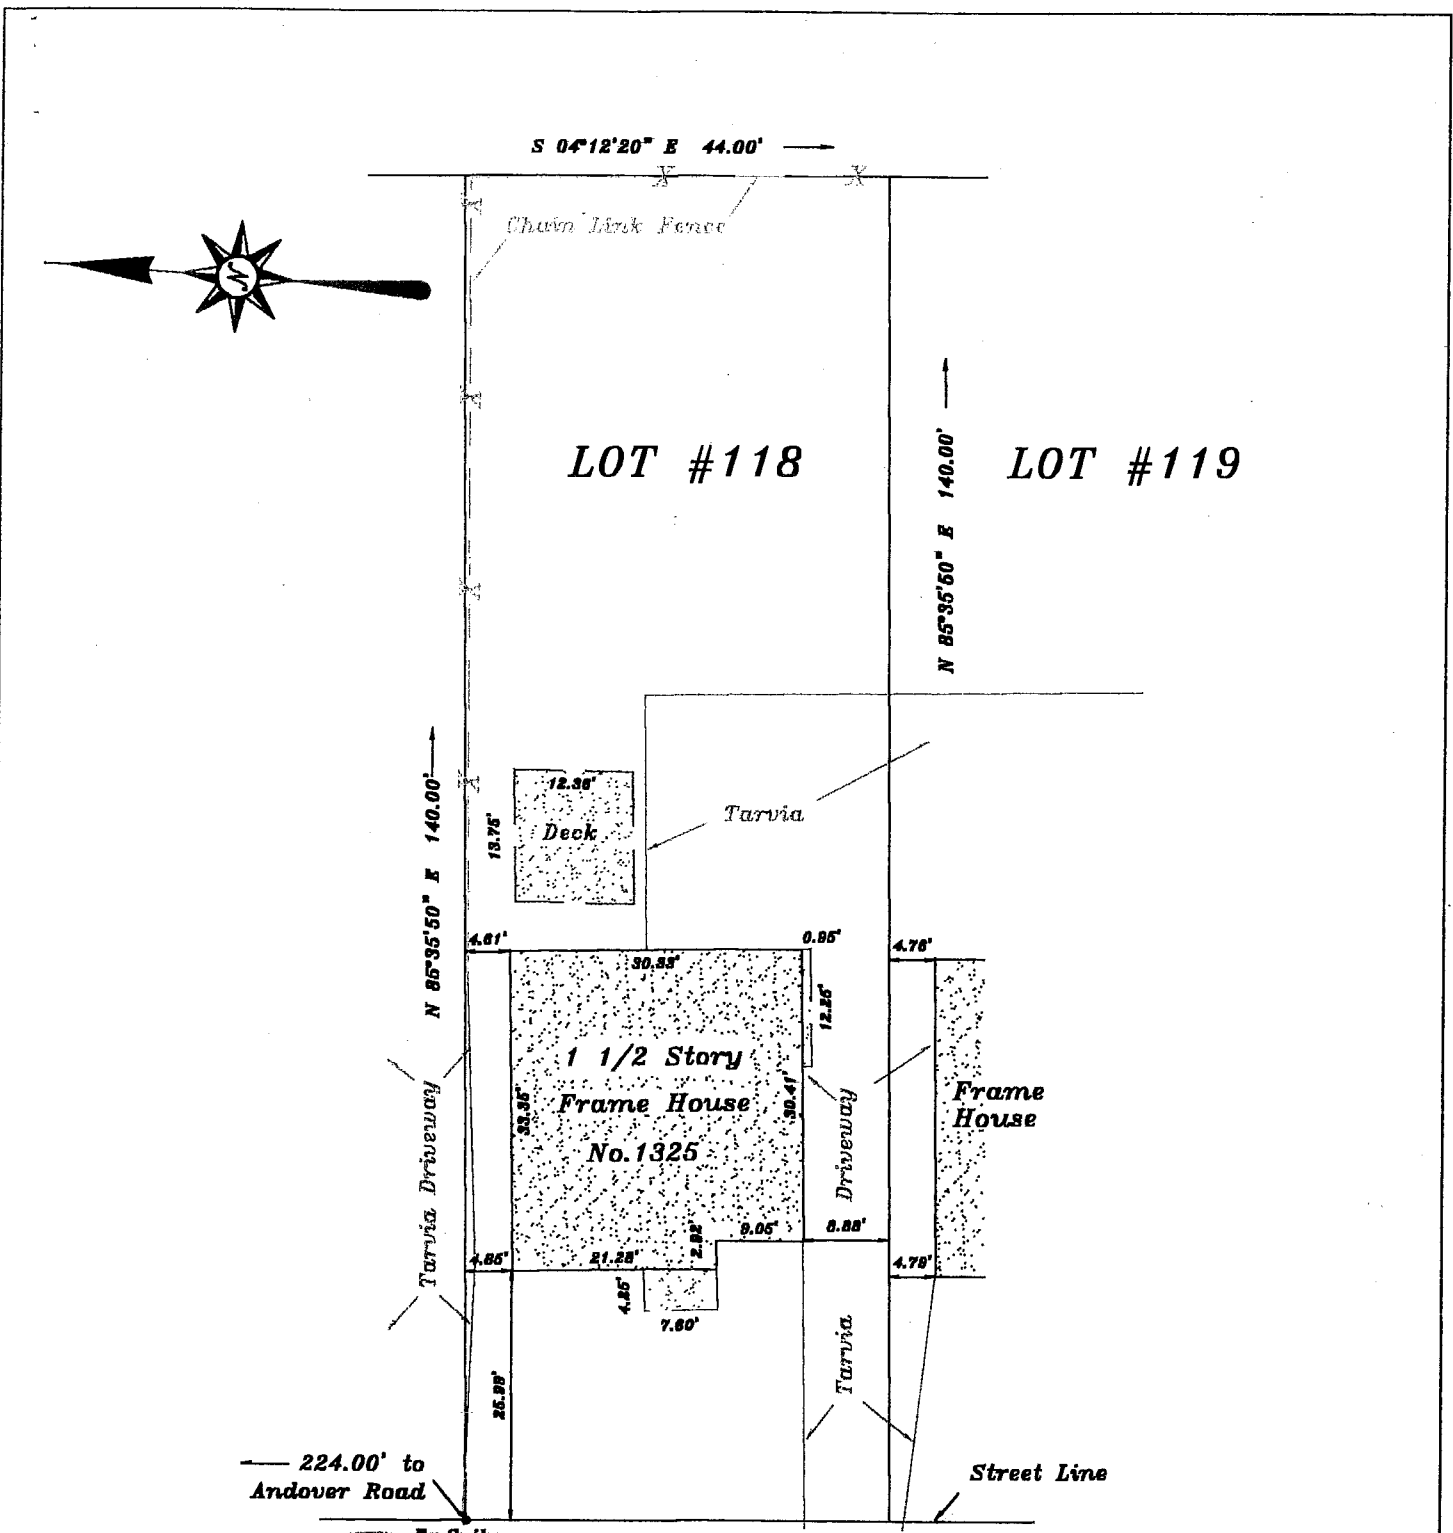 S 04°12'20" E 44.00'
Chain Link Fence
N
LOT #118
LOT #119
N 85°35'50" E 140.00'
N 85°35'50" E 140.00'
12.36'
13.75'
Deck
Tarvia
4.61'
30.33'
0.95'
4.76'
12.25'
1 1/2 Story
Frame House
No.1325
33.35'
30.41'
Driveway
Frame
House
Tarvia Driveway
4.85'
21.28'
2.92'
9.05'
8.88'
4.79'
4.25'
7.60'
25.99'
Tarvia
224.00' to
Andover Road
Street Line